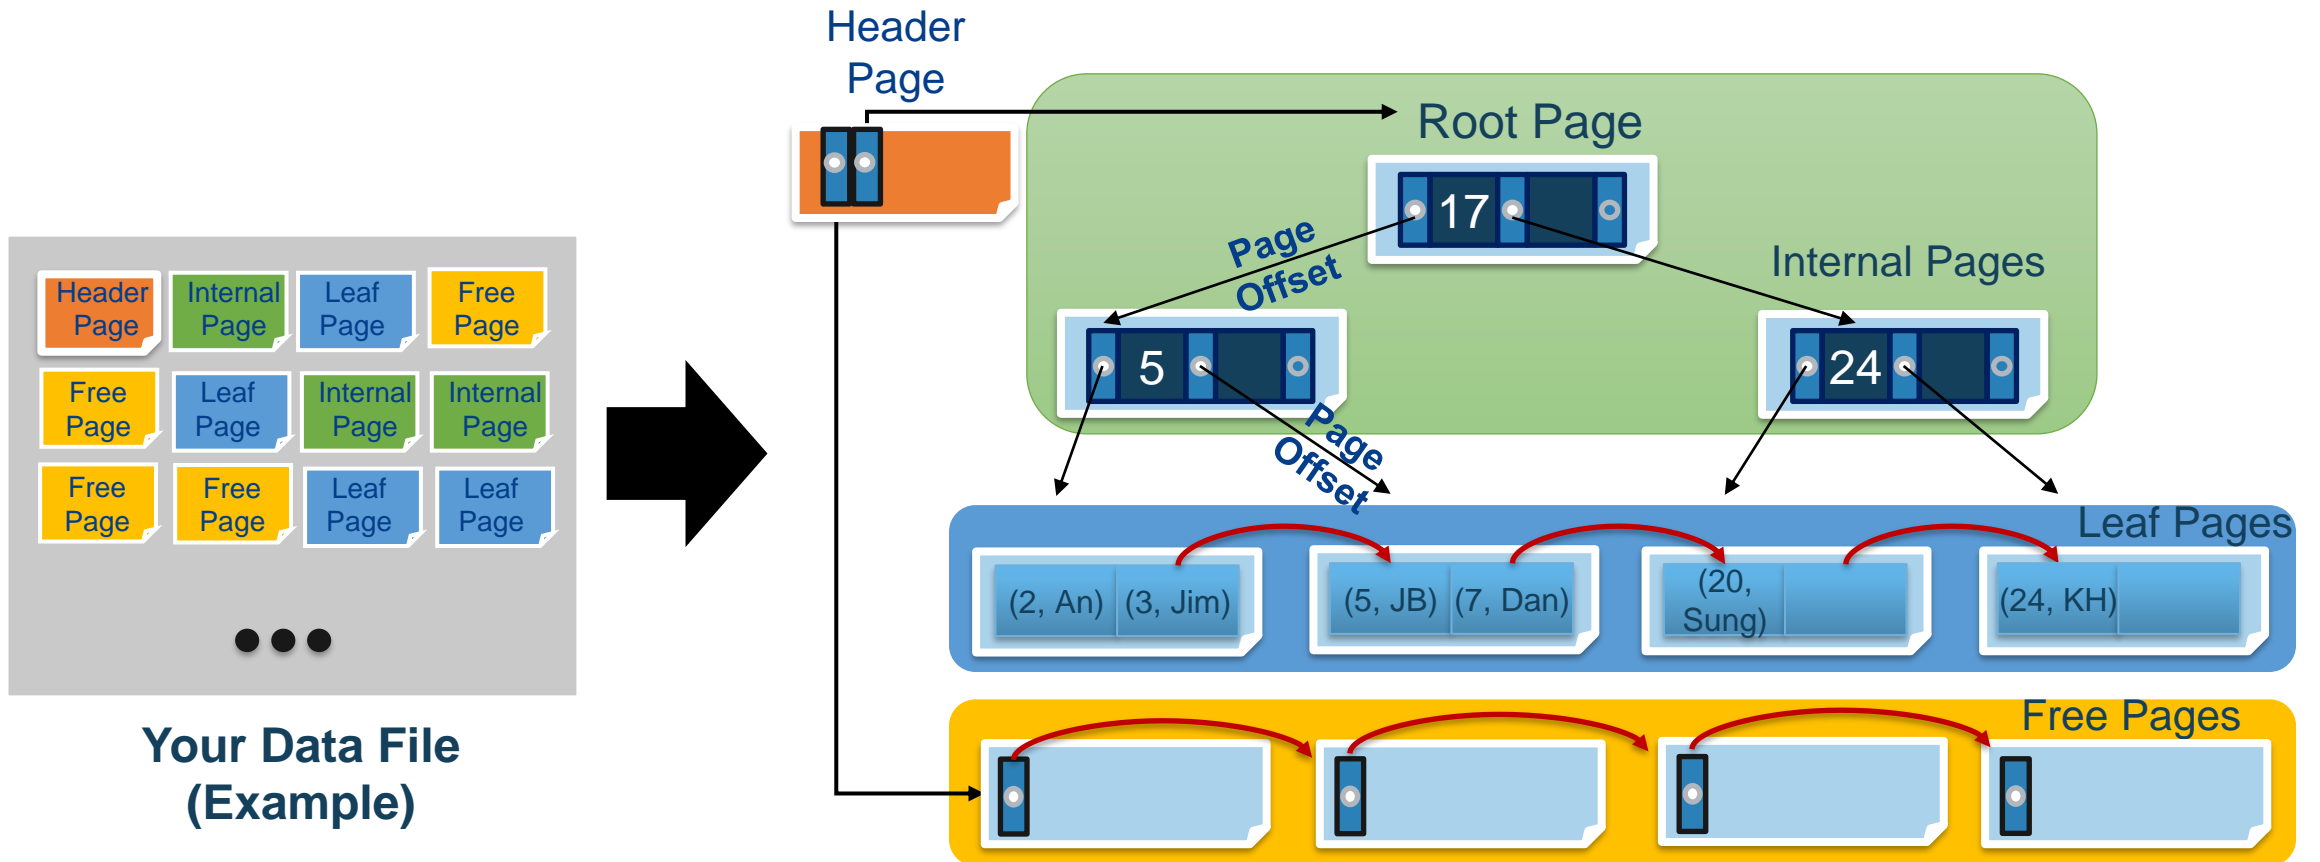 Header
Page
Root Page
17
Page
Offset
Internal Pages
5
24
Page
Offset
Header
Page
Internal
Page
Leaf
Page
Free
Page
Free
Page
Leaf
Page
Internal
Page
Internal
Page
Free
Page
Free
Page
Leaf
Page
Leaf
Page
Your Data File
(Example)
Leaf Pages
(2, An)
(3, Jim)
(5, JB)
(7, Dan)
(20,
Sung)
(24, KH)
Free Pages